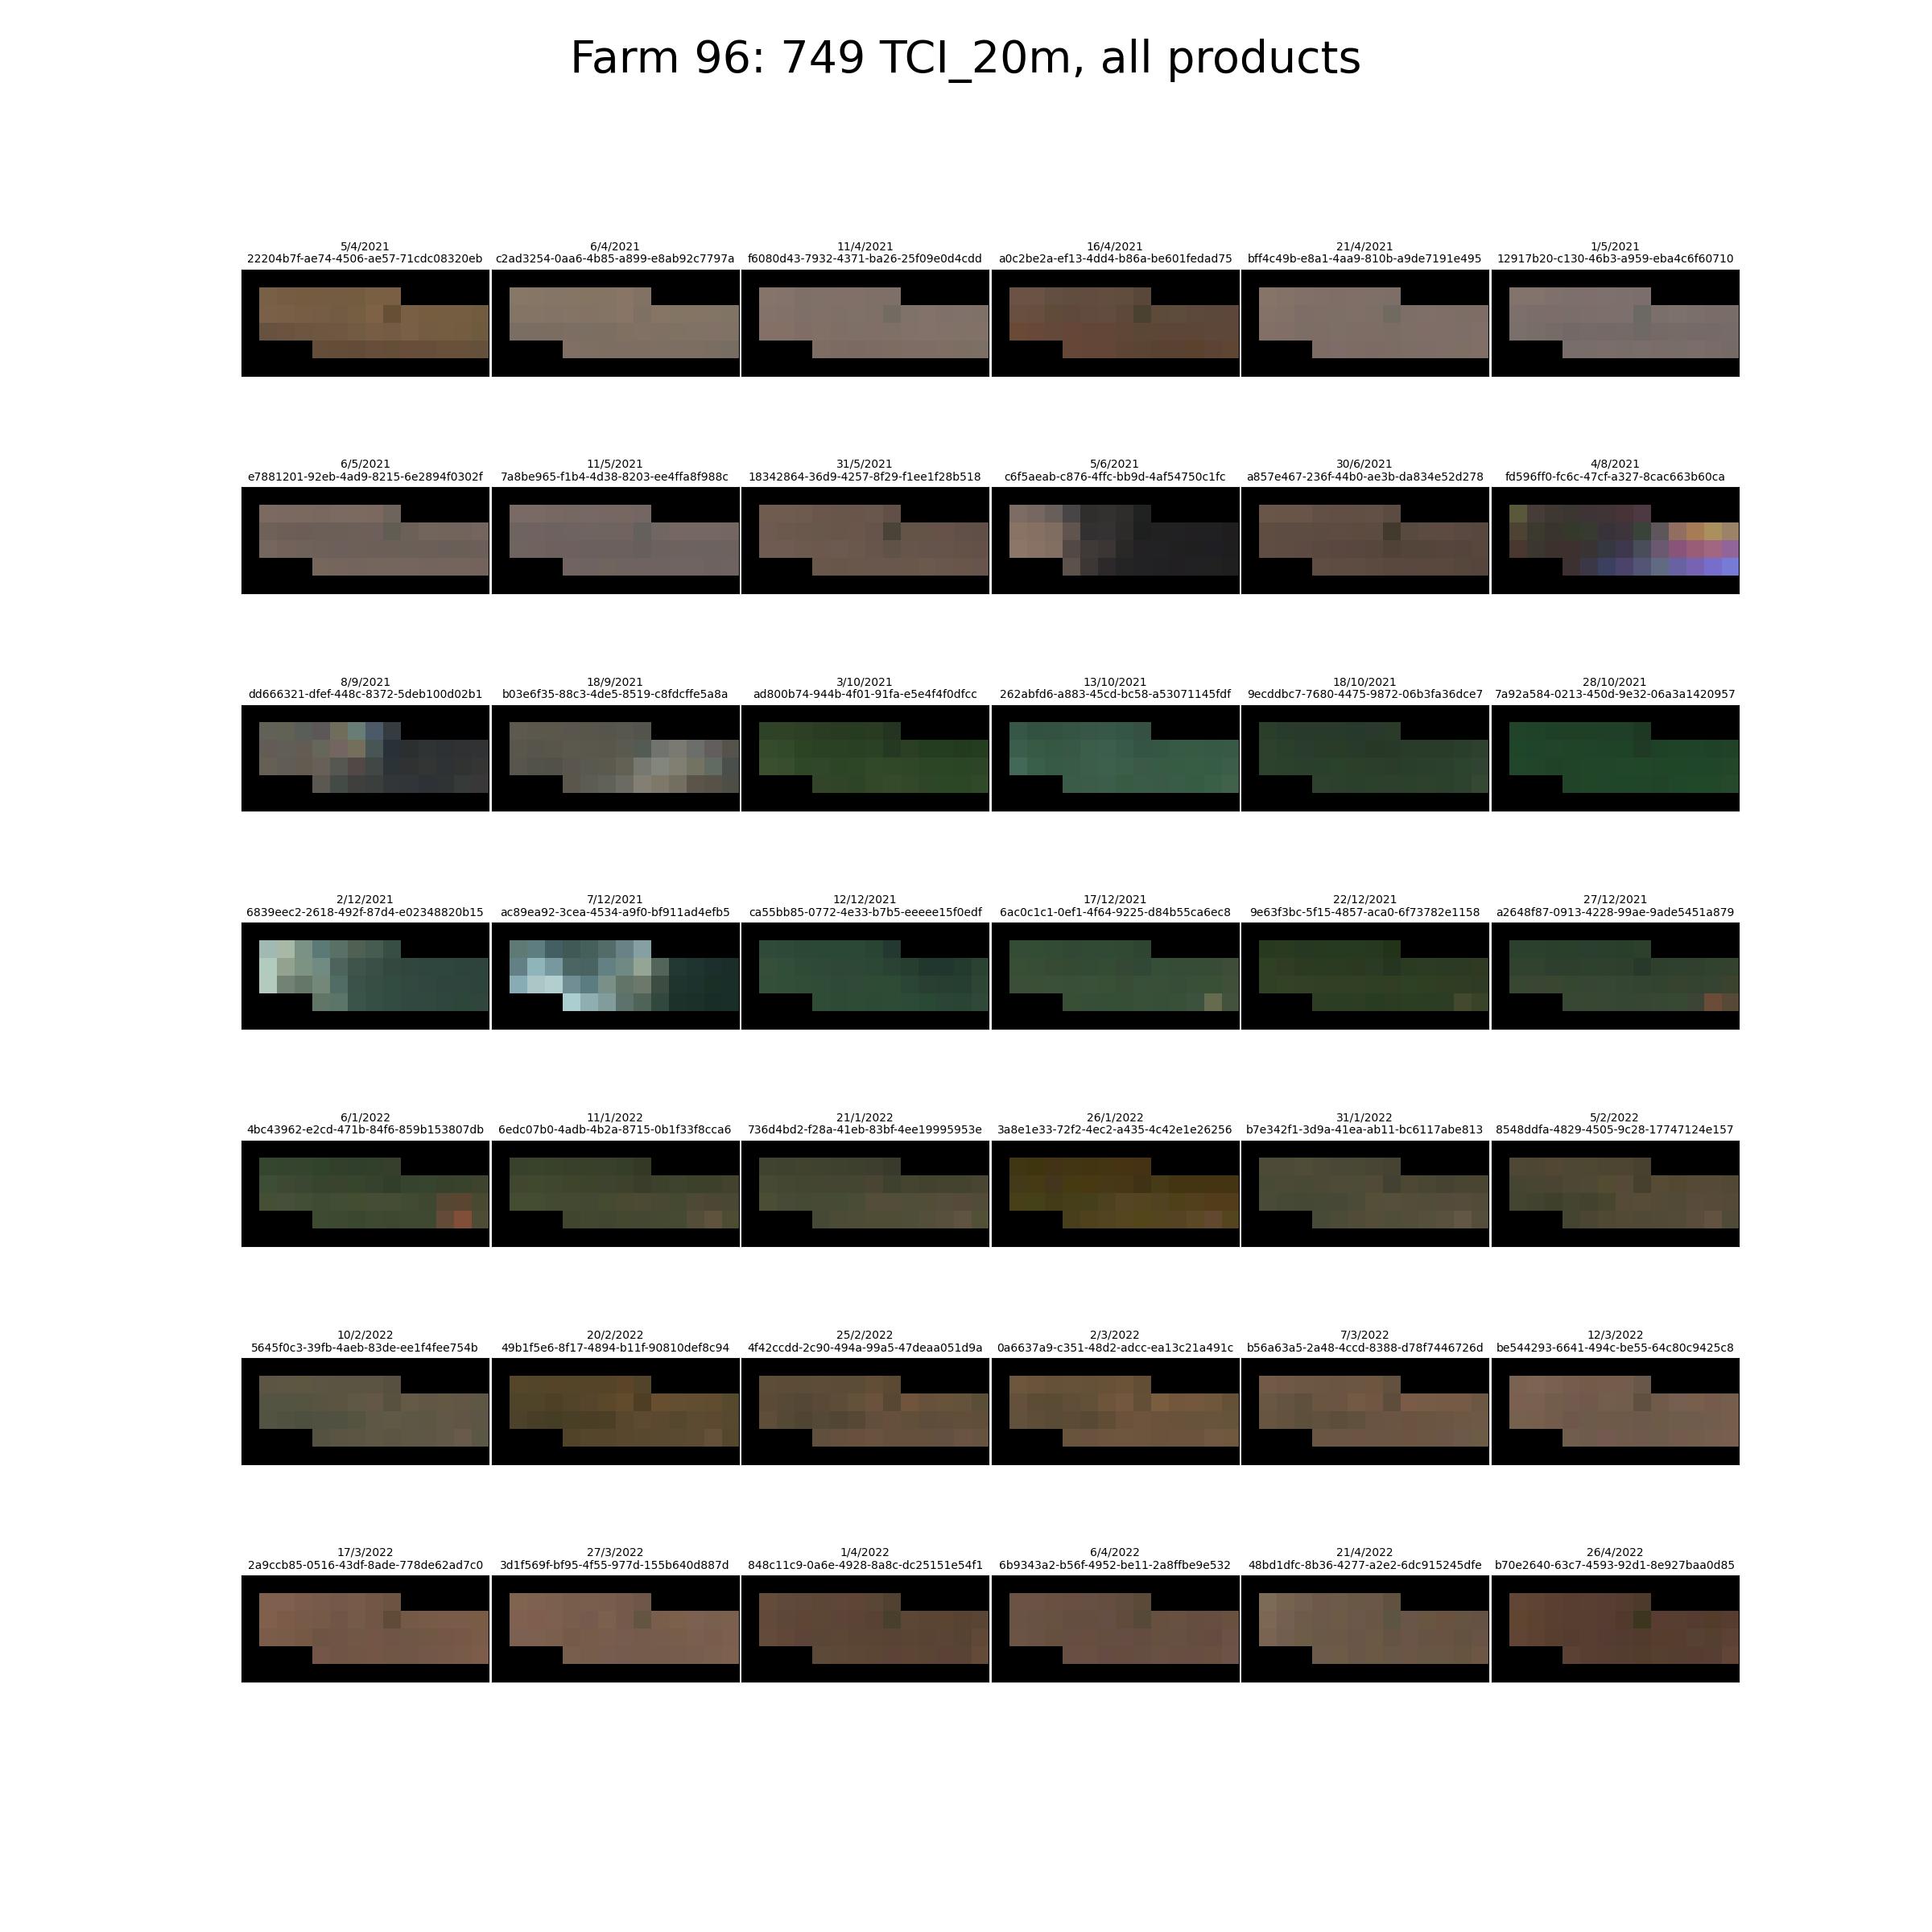 Farm 96: 749 TCI_20m, all products
5/4/2021 6/4/2021 11/4/2021 16/4/2021 21/4/2021 1/5/2021
22204b7f-ae74-4506-ae57-71cdc08320eb c2ad3254-0aa6-4b85-a899-e8ab92c7797a f6080d43-7932-4371-ba26-25f09e0d4cdd a0c2be2a-ef13-4dd4-b86a-be601fedad75 bff4c49b-e8a1-4aa9-810b-a9de7191e495 12917b20-c130-46b3-a959-eba4c6f60710
6/5/2021 11/5/2021 31/5/2021 5/6/2021 30/6/2021 4/8/2021
e7881201-92eb-4ad9-8215-6e2894f0302f 7a8be965-f1b4-4d38-8203-ee4ffa8f988c 18342864-36d9-4257-8f29-f1ee1f28b518 c6f5aeab-c876-4ffc-bb9d-4af54750c1fc a857e467-236f-44b0-ae3b-da834e52d278 fd596ff0-fc6c-47cf-a327-8cac663b60ca
8/9/2021 18/9/2021 3/10/2021 13/10/2021 18/10/2021 28/10/2021
dd666321-dfef-448c-8372-5deb100d02b1 b03e6f35-88c3-4de5-8519-c8fdcffe5a8a ad800b74-944b-4f01-91fa-e5e4f4f0dfcc 262abfd6-a883-45cd-bc58-a53071145fdf 9ecddbc7-7680-4475-9872-06b3fa36dce7 7a92a584-0213-450d-9e32-06a3a1420957
2/12/2021 7/12/2021 12/12/2021 17/12/2021 22/12/2021 27/12/2021
6839eec2-2618-492f-87d4-e02348820b15 ac89ea92-3cea-4534-a9f0-bf911ad4efb5 ca55bb85-0772-4e33-b7b5-eeeee15f0edf 6ac0c1c1-0ef1-4f64-9225-d84b55ca6ec8 9e63f3bc-5f15-4857-aca0-6f73782e1158 a2648f87-0913-4228-99ae-9ade5451a879
6/1/2022 11/1/2022 21/1/2022 26/1/2022 31/1/2022 5/2/2022
4bc43962-e2cd-471b-84f6-859b153807db 6edc07b0-4adb-4b2a-8715-0b1f33f8cca6 736d4bd2-f28a-41eb-83bf-4ee19995953e 3a8e1e33-72f2-4ec2-a435-4c42e1e26256 b7e342f1-3d9a-41ea-ab11-bc6117abe813 8548ddfa-4829-4505-9c28-17747124e157
10/2/2022 20/2/2022 25/2/2022 2/3/2022 7/3/2022 12/3/2022
5645f0c3-39fb-4aeb-83de-ee1f4fee754b 49b1f5e6-8f17-4894-b11f-90810def8c94 4f42ccdd-2c90-494a-99a5-47deaa051d9a 0a6637a9-c351-48d2-adcc-ea13c21a491c b56a63a5-2a48-4ccd-8388-d78f7446726d be544293-6641-494c-be55-64c80c9425c8
17/3/2022 27/3/2022 1/4/2022 6/4/2022 21/4/2022 26/4/2022
2a9ccb85-0516-43df-8ade-778de62ad7c0 3d1f569f-bf95-4f55-977d-155b640d887d 848c11c9-0a6e-4928-8a8c-dc25151e54f1 6b9343a2-b56f-4952-be11-2a8ffbe9e532 48bd1dfc-8b36-4277-a2e2-6dc915245dfe b70e2640-63c7-4593-92d1-8e927baa0d85